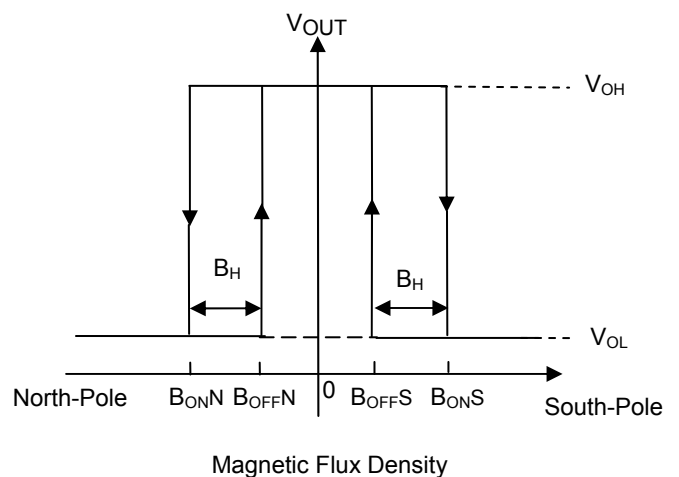 VOUT
VOH
BH
BH
VOL
North-Pole BONN BOFFN 0 BOFFS BONS South-Pole
Magnetic Flux Density